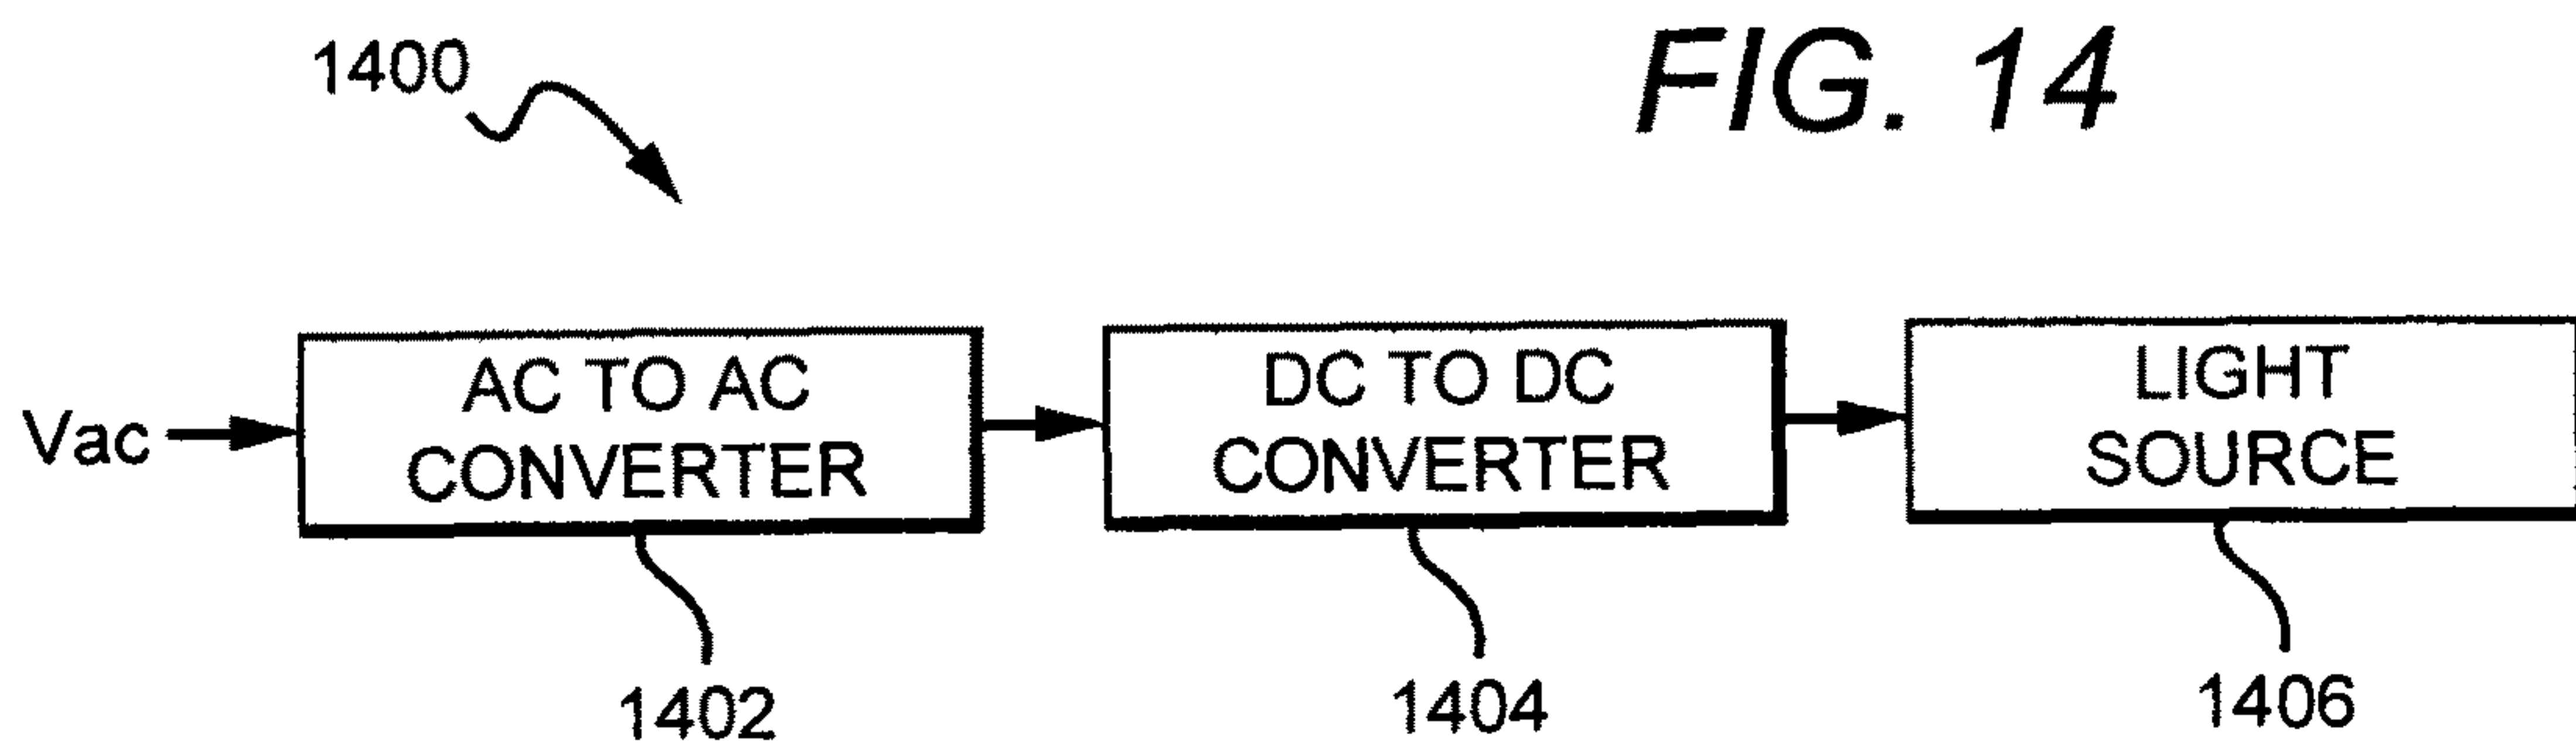 1400
FIG. 14
Vac
AC TO AC
CONVERTER
DC TO DC
CONVERTER
LIGHT
SOURCE
1402
1404
1406